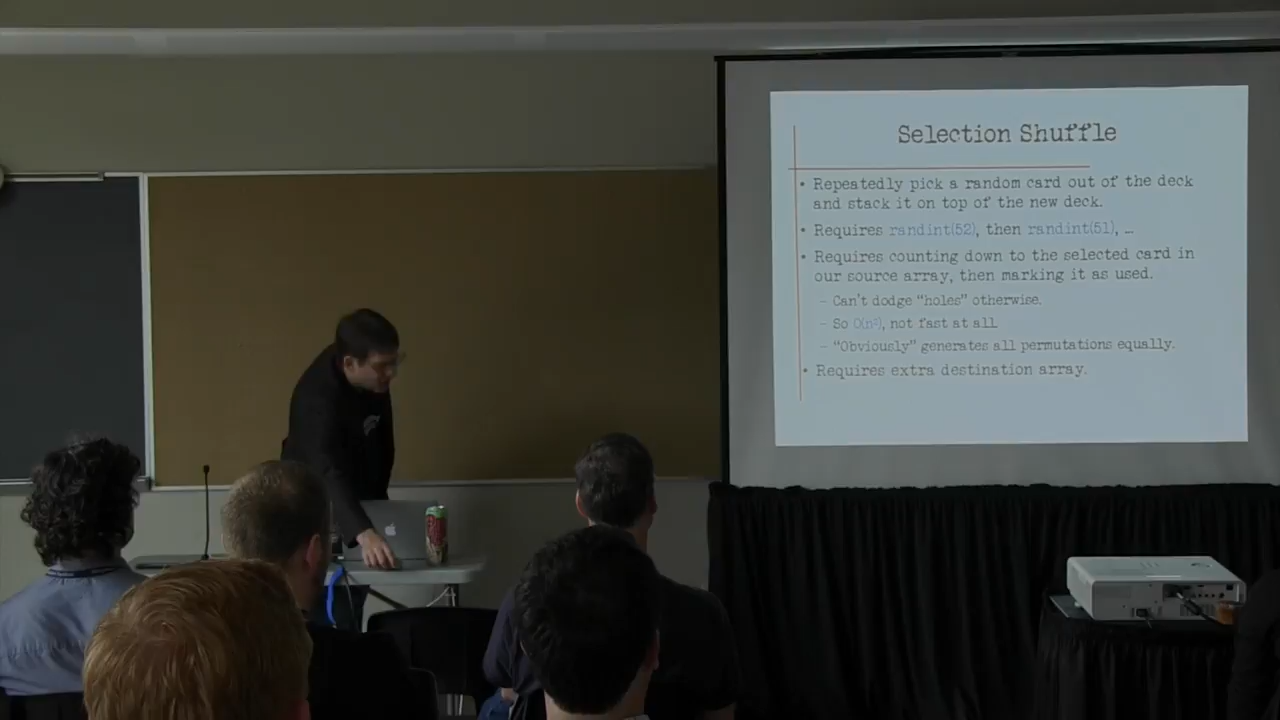 Selection Shuffle
• Repeatedly pick a random card out of the deck
and stack it on top of the new deck.
• Requires randint(52), then randint(51), …
• Requires counting down to the selected card in
our source array, then marking it as used.
– Can't dodge "holes" otherwise.
– So O(n²), not fast at all
– "Obviously" generates all permutations equally.
• Requires extra destination array.